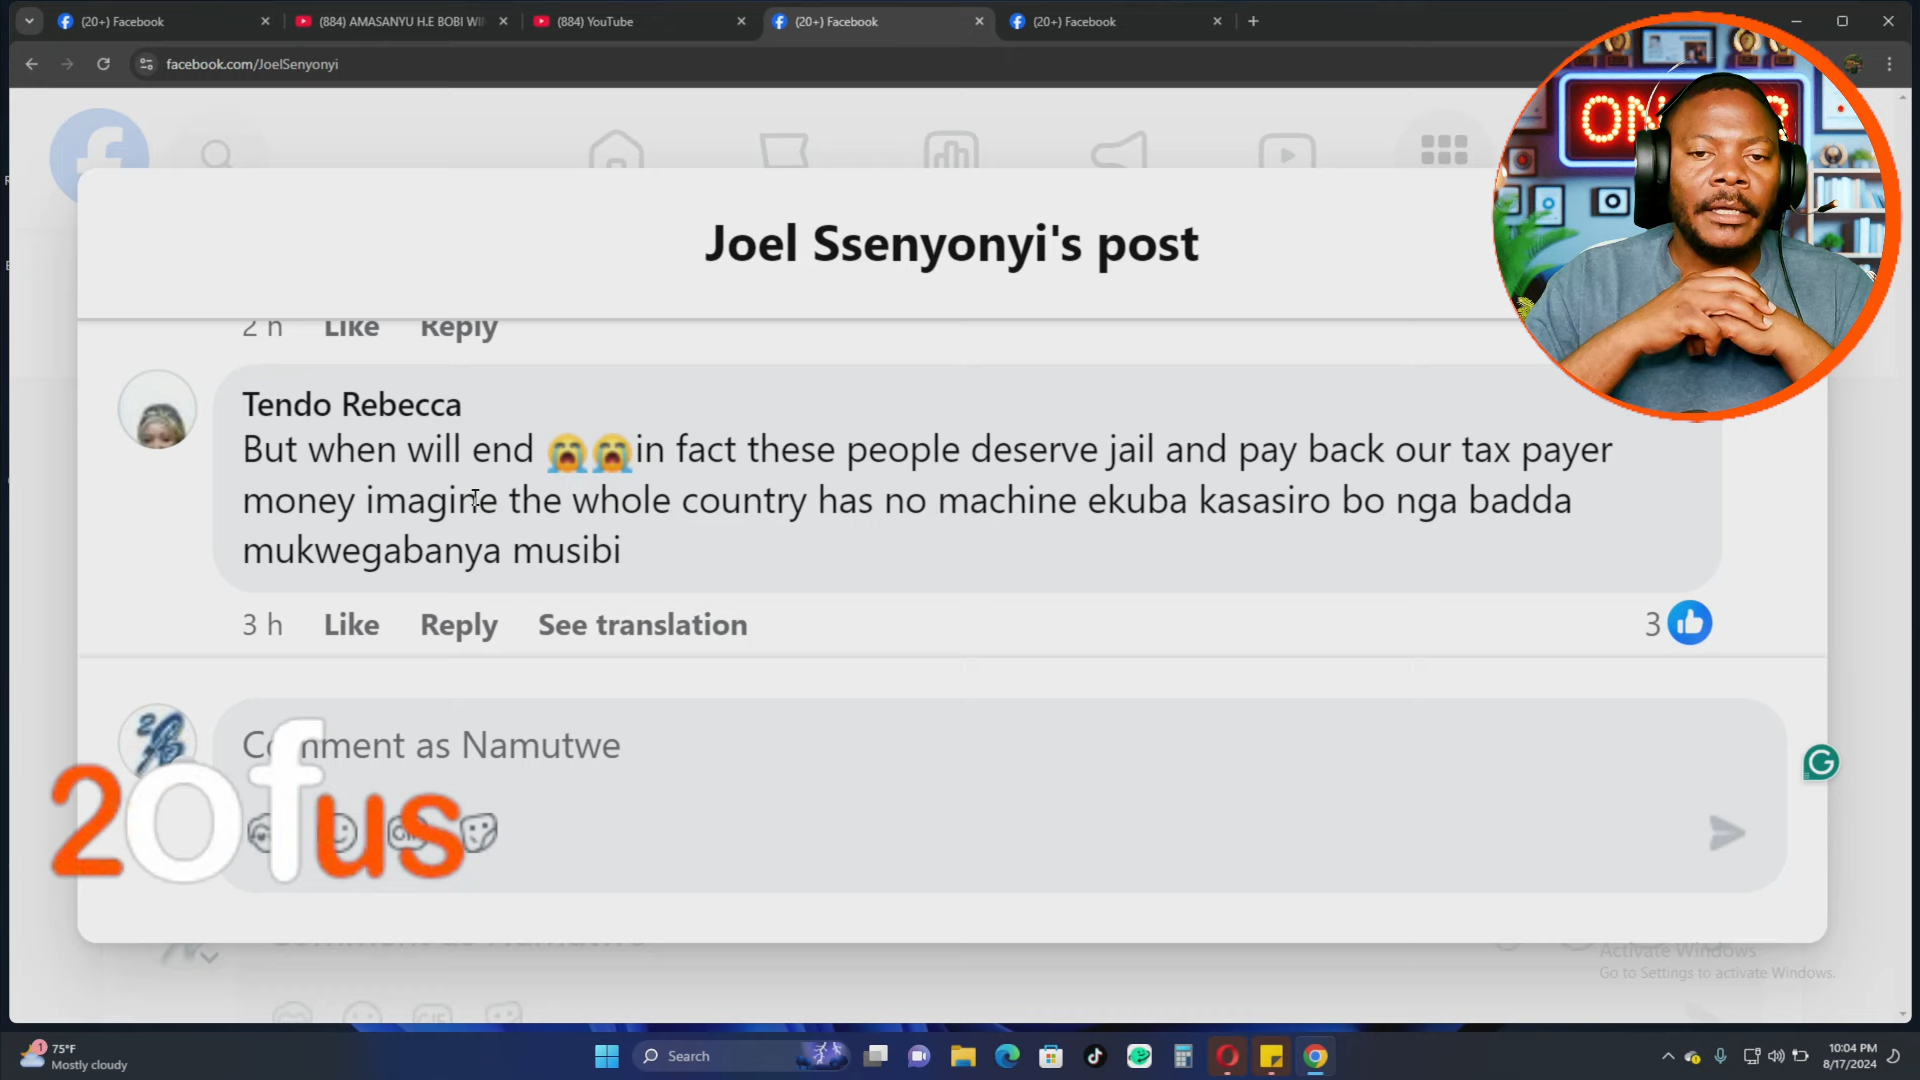 (20+) Facebook
(884) AMASANYU H.E BOBI WI
(884) YouTube
(20+) Facebook
(20+) Facebook
facebook.com/JoelSenyonyi
ON
Joel Ssenyonyi's post
2 h Like Reply
Tendo Rebecca
But when will end 😭😭in fact these people deserve jail and pay back our tax payer
money imagine the whole country has no machine ekuba kasasiro bo nga badda
mukwegabanya musibi
3 h Like Reply See translation 3
Comment as Namutwe
2ofus
Activate Windows
Go to Settings to activate Windows.
1
75°F
Mostly cloudy
Search
10:04 PM
8/17/2024